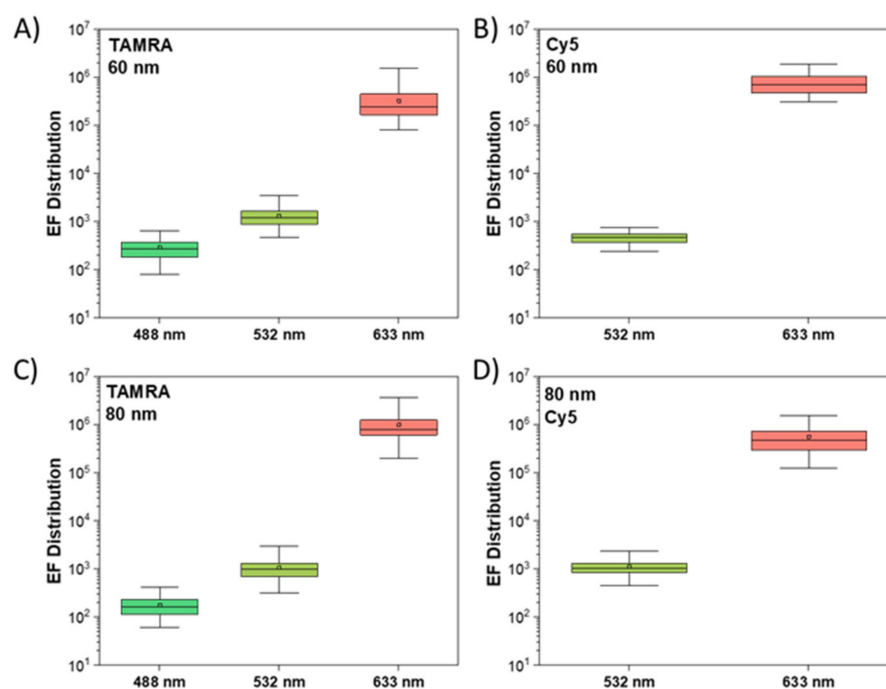 A)
TAMRA
60 nm
EF Distribution
10^7
10^6
10^5
10^4
10^3
10^2
10^1
488 nm 532 nm 633 nm
B)
Cy5
60 nm
EF Distribution
10^7
10^6
10^5
10^4
10^3
10^2
10^1
532 nm 633 nm
C)
TAMRA
80 nm
EF Distribution
10^7
10^6
10^5
10^4
10^3
10^2
10^1
488 nm 532 nm 633 nm
D)
80 nm
Cy5
EF Distribution
10^7
10^6
10^5
10^4
10^3
10^2
10^1
532 nm 633 nm